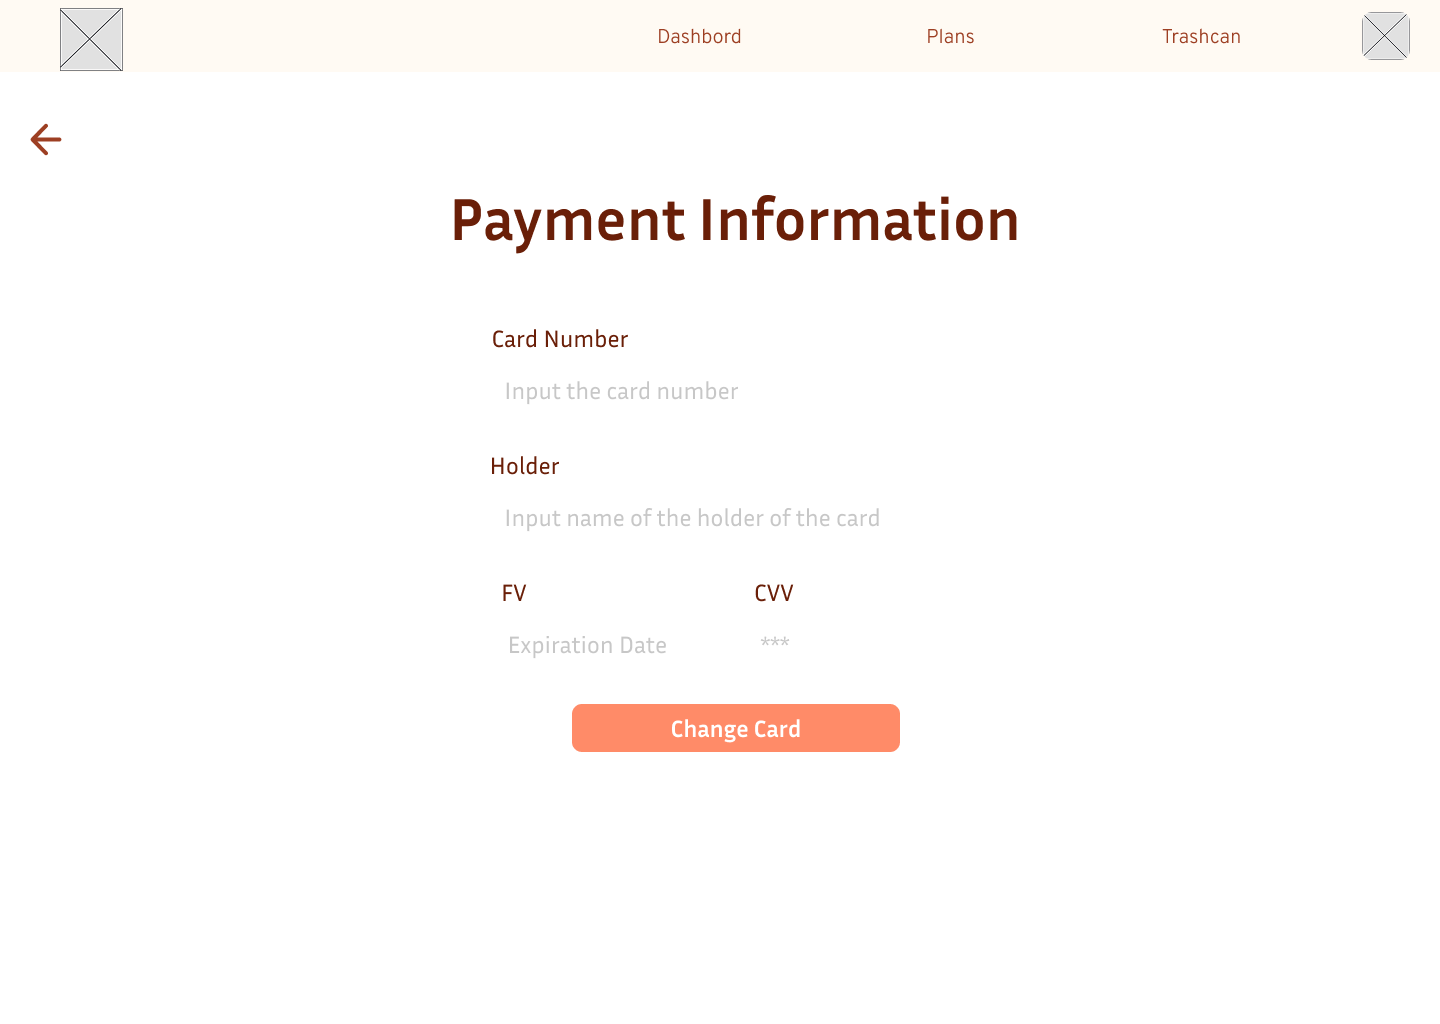 Dashbord Plans Trashcan
Payment Information
Card Number
Input the card number
Holder
Input name of the holder of the card
FV CVV
Expiration Date ***
Change Card